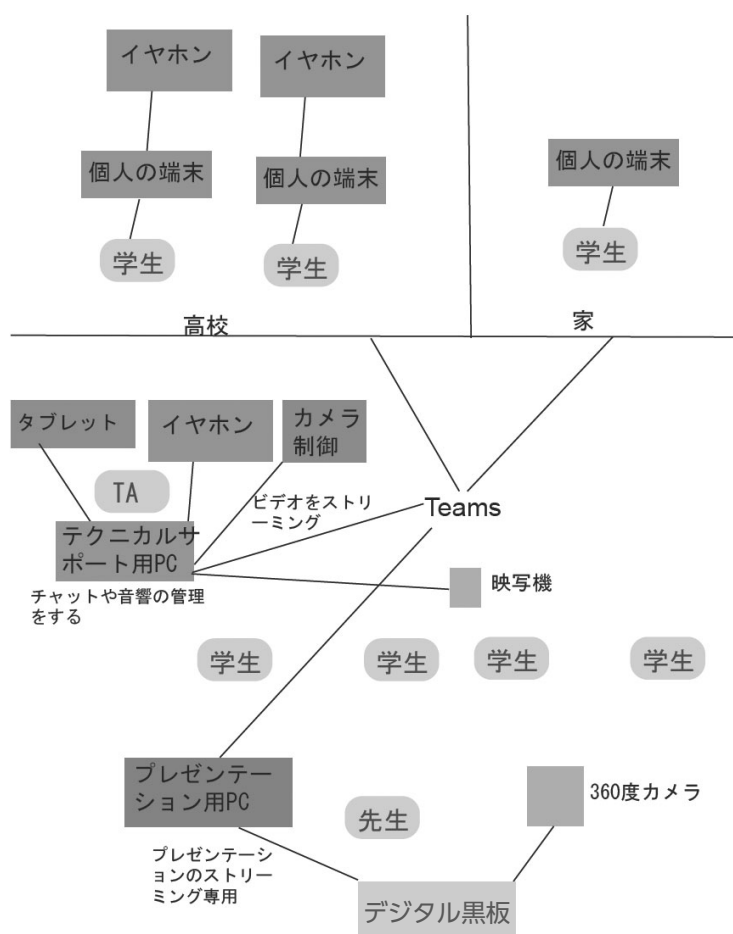 イヤホン
イヤホン
個人の端末
個人の端末
個人の端末
学生
学生
学生
高校
家
タブレット
イヤホン
カメラ
制御
TA
ビデオをストリ
ーミング
Teams
テクニカルサ
ポート用PC
チャットや音響の管理
をする
映写機
学生
学生
学生
学生
プレゼンテー
ション用PC
360度カメラ
先生
プレゼンテーシ
ョンのストリー
ミング専用
デジタル黒板